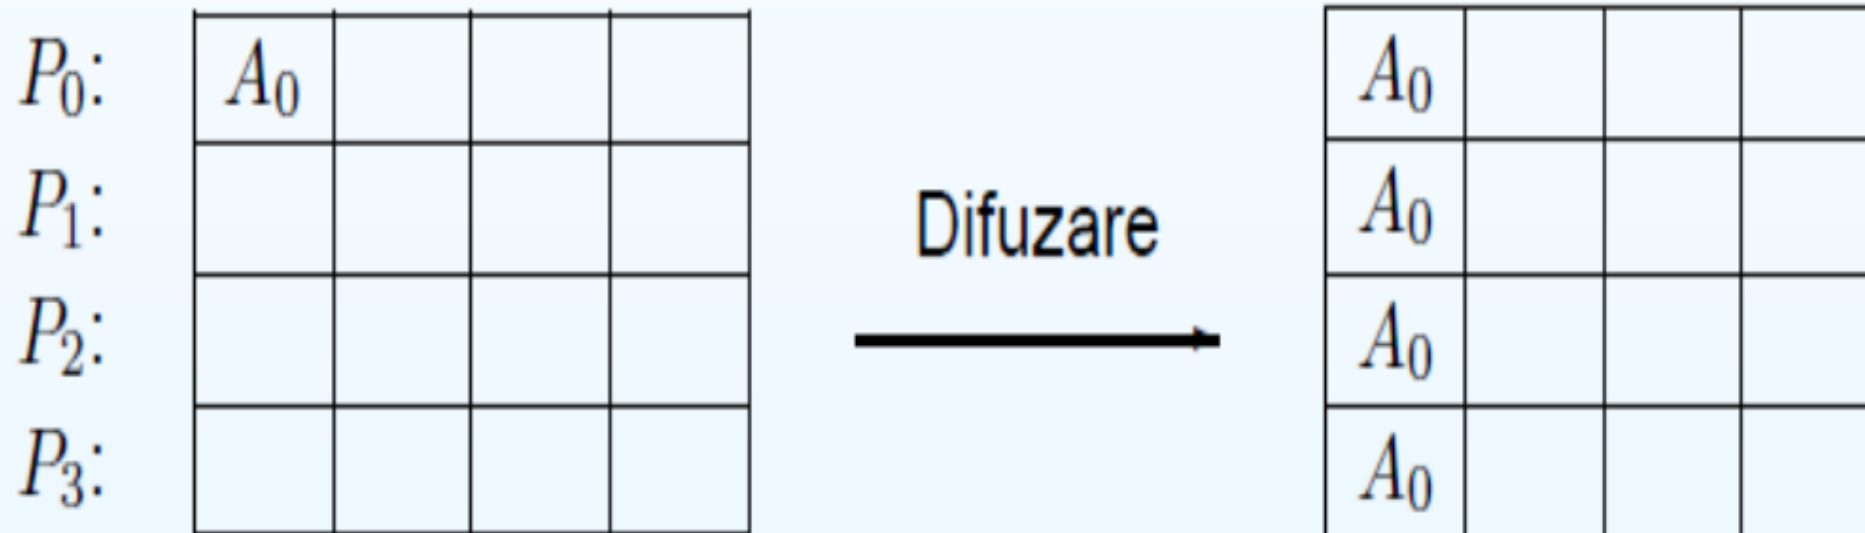 P₀: A₀ A₀
P₁: A₀
Difuzare
P₂: A₀
P₃: A₀